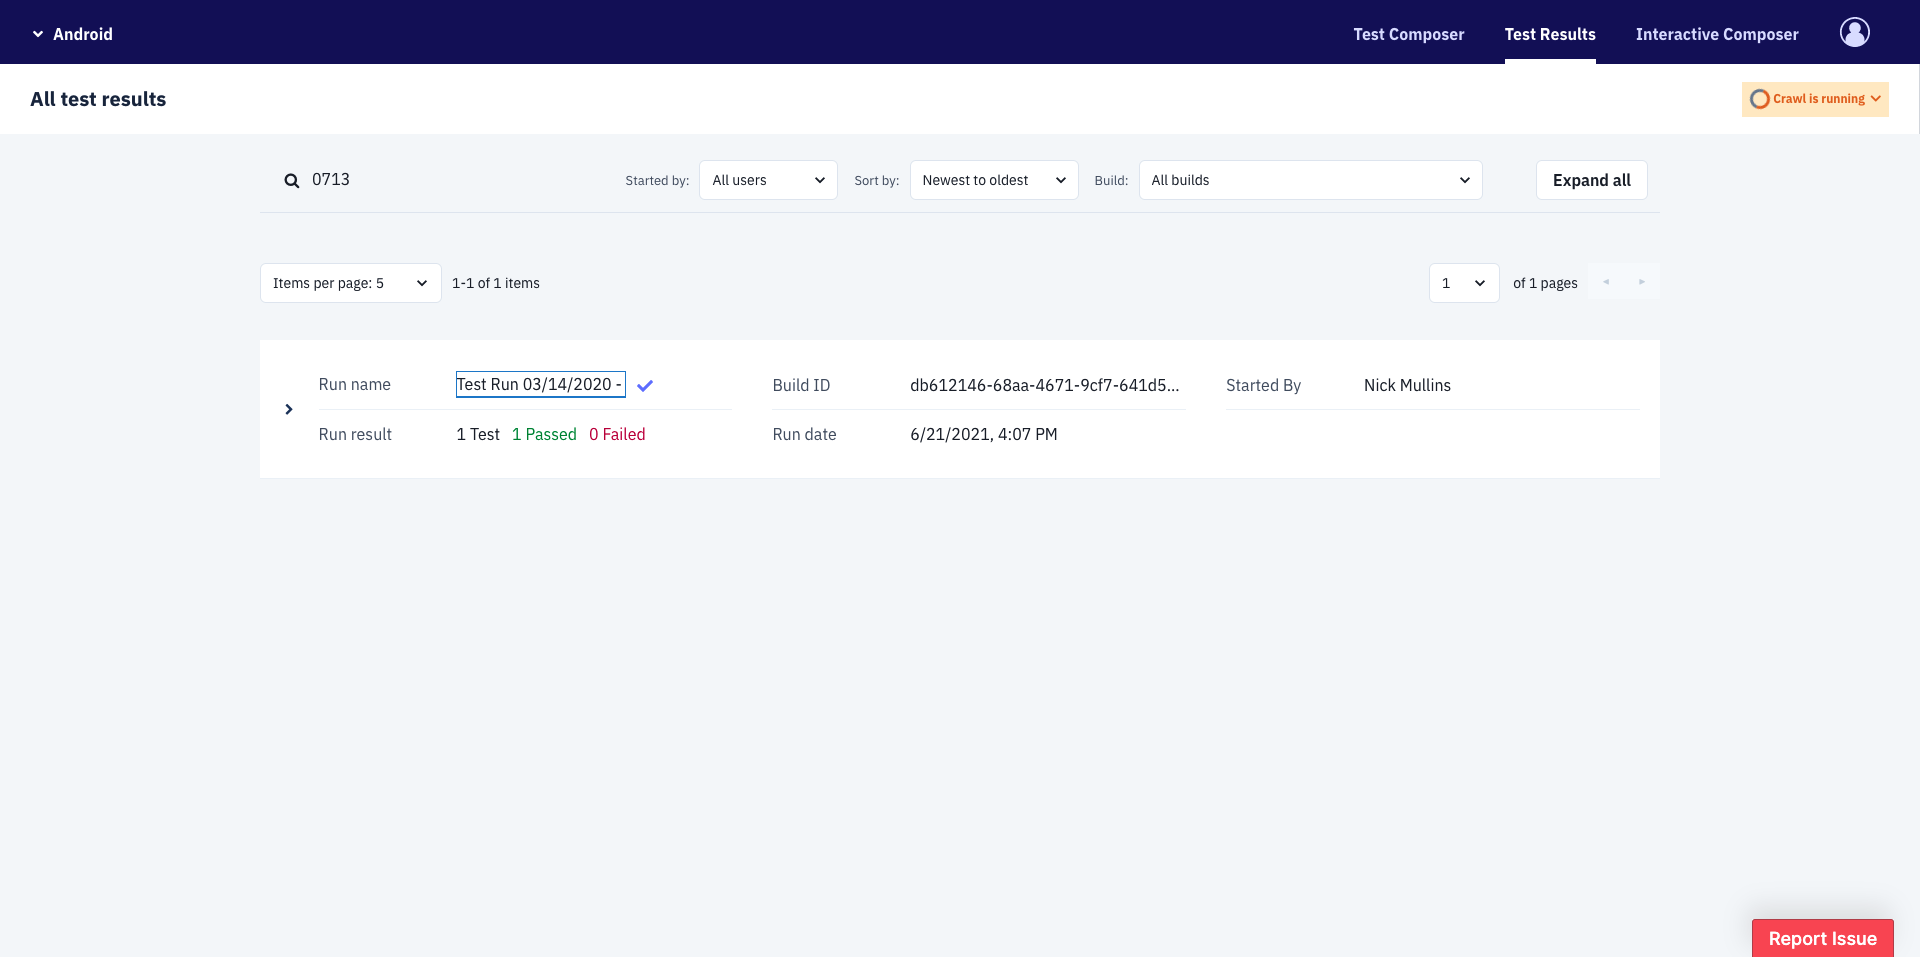 Android
Test Composer
Test Results
Interactive Composer
All test results
Crawl is running
0713
Started by:
All users
Sort by:
Newest to oldest
Build:
All builds
Expand all
Items per page: 5
1-1 of 1 items
1
of 1 pages
Run name
Test Run 03/14/2020 -
Build ID
db612146-68aa-4671-9cf7-641d5...
Started By
Nick Mullins
Run result
1 Test 1 Passed 0 Failed
Run date
6/21/2021, 4:07 PM
Report Issue